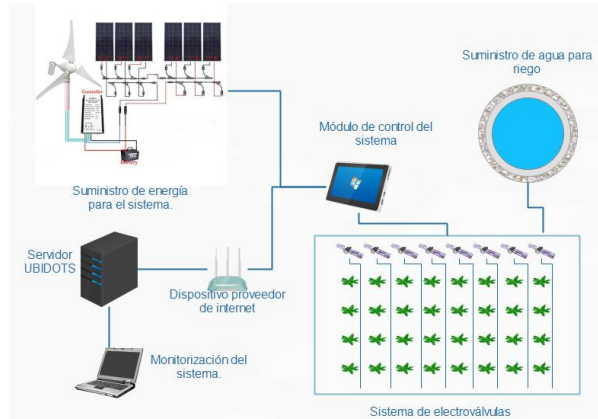 Suministro de agua para
riego
Controller
Battery
Módulo de control del
sistema
Suministro de energía
para el sistema.
Servidor
UBIDOTS
Dispositivo proveedor
de internet
Monitorización del
sistema.
Sistema de electroválvulas